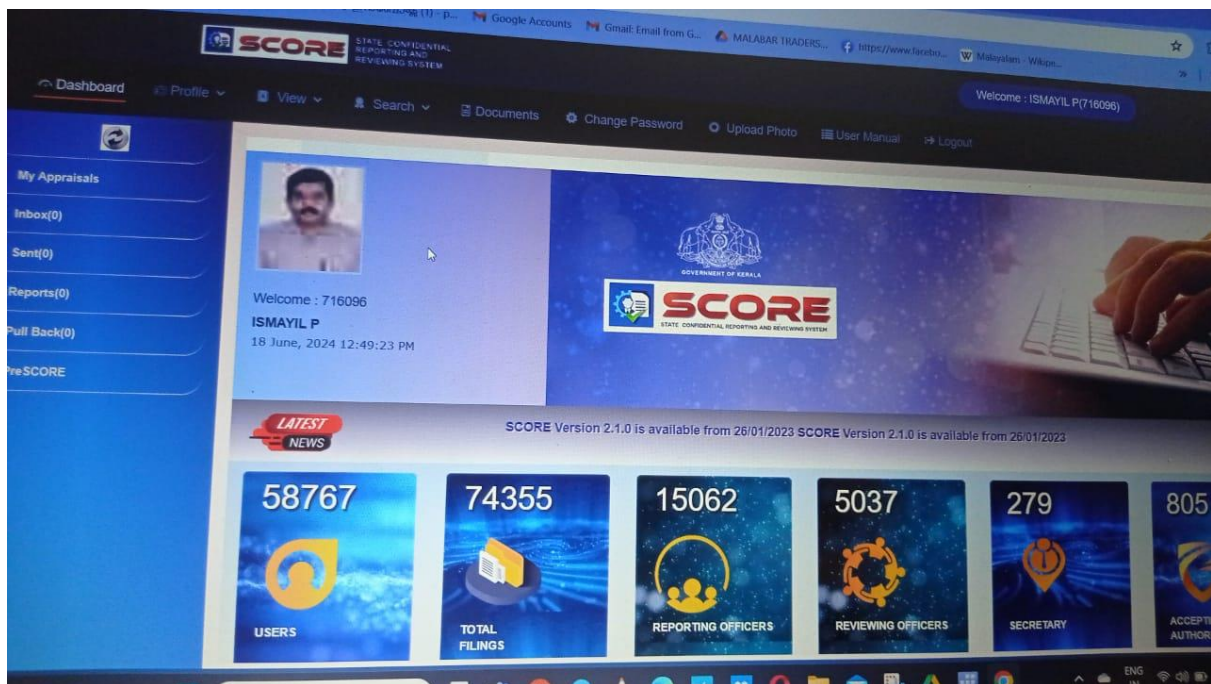 Google Accounts
Gmail: Email from G...
MALABAR TRADERS...
https://www.facebo...
Malayalam - Wikipe...
SCORE
STATE CONFIDENTIAL
REPORTING AND
REVIEWING SYSTEM
Welcome : ISMAYIL P(716096)
Dashboard
Profile
View
Search
Documents
Change Password
Upload Photo
User Manual
Logout
My Appraisals
Inbox(0)
Sent(0)
Reports(0)
Pull Back(0)
PreSCORE
Welcome : 716096
ISMAYIL P
18 June, 2024 12:49:23 PM
GOVERNMENT OF KERALA
SCORE
STATE CONFIDENTIAL REPORTING AND REVIEWING SYSTEM
LATEST
NEWS
SCORE Version 2.1.0 is available from 26/01/2023 SCORE Version 2.1.0 is available from 26/01/2023
58767
USERS
74355
TOTAL
FILINGS
15062
REPORTING OFFICERS
5037
REVIEWING OFFICERS
279
SECRETARY
805
ACCEPTI
AUTHOR
ENG
IN